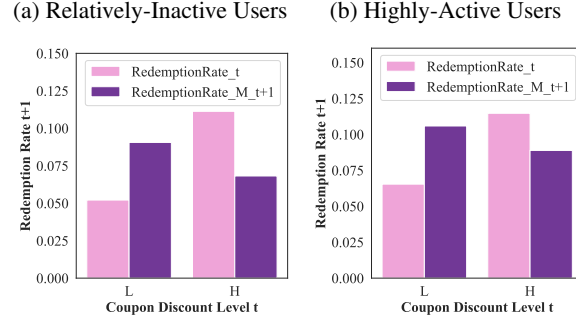 (a) Relatively-Inactive Users
Redemption Rate t+1
0.150
0.125
0.100
0.075
0.050
0.025
0.000
RedemptionRate_t
RedemptionRate_M_t+1
L H
Coupon Discount Level t
(b) Highly-Active Users
Redemption Rate t+1
0.150
0.125
0.100
0.075
0.050
0.025
0.000
RedemptionRate_t
RedemptionRate_M_t+1
L H
Coupon Discount Level t